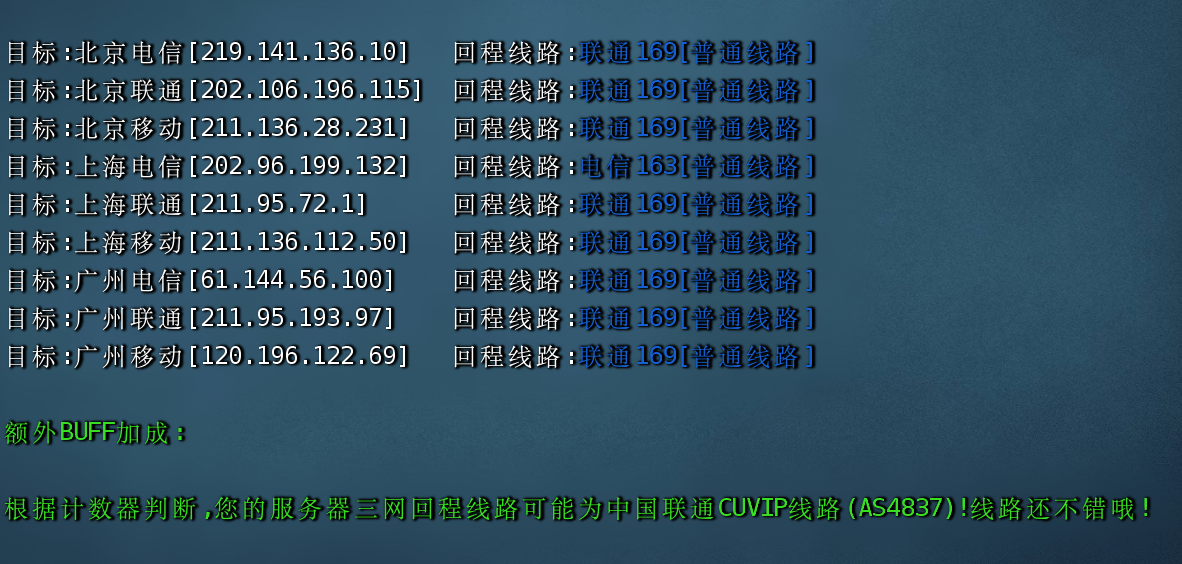 目标:北京电信[219.141.136.10] 回程线路:联通169[普通线路]
目标:北京联通[202.106.196.115] 回程线路:联通169[普通线路]
目标:北京移动[211.136.28.231] 回程线路:联通169[普通线路]
目标:上海电信[202.96.199.132] 回程线路:电信163[普通线路]
目标:上海联通[211.95.72.1] 回程线路:联通169[普通线路]
目标:上海移动[211.136.112.50] 回程线路:联通169[普通线路]
目标:广州电信[61.144.56.100] 回程线路:联通169[普通线路]
目标:广州联通[211.95.193.97] 回程线路:联通169[普通线路]
目标:广州移动[120.196.122.69] 回程线路:联通169[普通线路]
额外BUFF加成:
根据计数器判断,您的服务器三网回程线路可能为中国联通CUVIP线路(AS4837)!线路还不错哦!